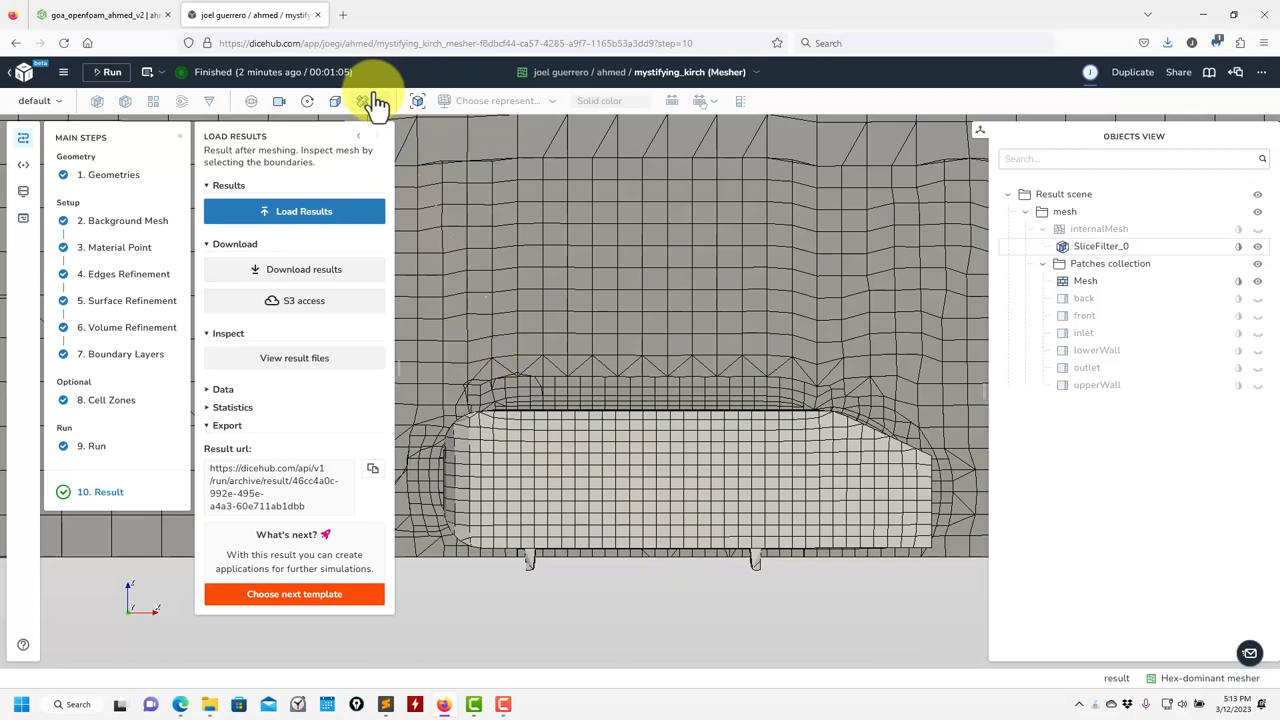 goa_openfoam_ahmed_v2 |
joel guerrero / ahmed / mystify
https://dicehub.com/app/joegi/ahmed/mystifying_kirch_mesher-f8dbcf44-ca57-4285-a9f7-1165b53a3d9?step=10
Search
beta
Run
Finished (2 minutes ago / 00:01:05)
joel guerrero / ahmed / mystifying_kirch (Mesher)
J
Duplicate
Share
default
Choose represent...
Solid color
MAIN STEPS
Geometry
1. Geometries
Setup
2. Background Mesh
3. Material Point
4. Edges Refinement
5. Surface Refinement
6. Volume Refinement
7. Boundary Layers
Optional
8. Cell Zones
Run
9. Run
10. Result
LOAD RESULTS
Result after meshing. Inspect mesh by
selecting the boundaries.
Results
Load Results
Download
Download results
S3 access
Inspect
View result files
Data
Statistics
Export
Result url:
https://dicehub.com/api/v1
/run/archive/result/46cc4a0c-
992e-495e-
a4a3-60e711ab1dbb
What's next?
With this result you can create
applications for further simulations.
Choose next template
OBJECTS VIEW
Search...
Result scene
mesh
internalMesh
SliceFilter_0
Patches collection
Mesh
back
front
inlet
lowerWall
outlet
upperWall
Z
Y
X
result
Hex-dominant mesher
Search
5:13 PM
3/12/2023